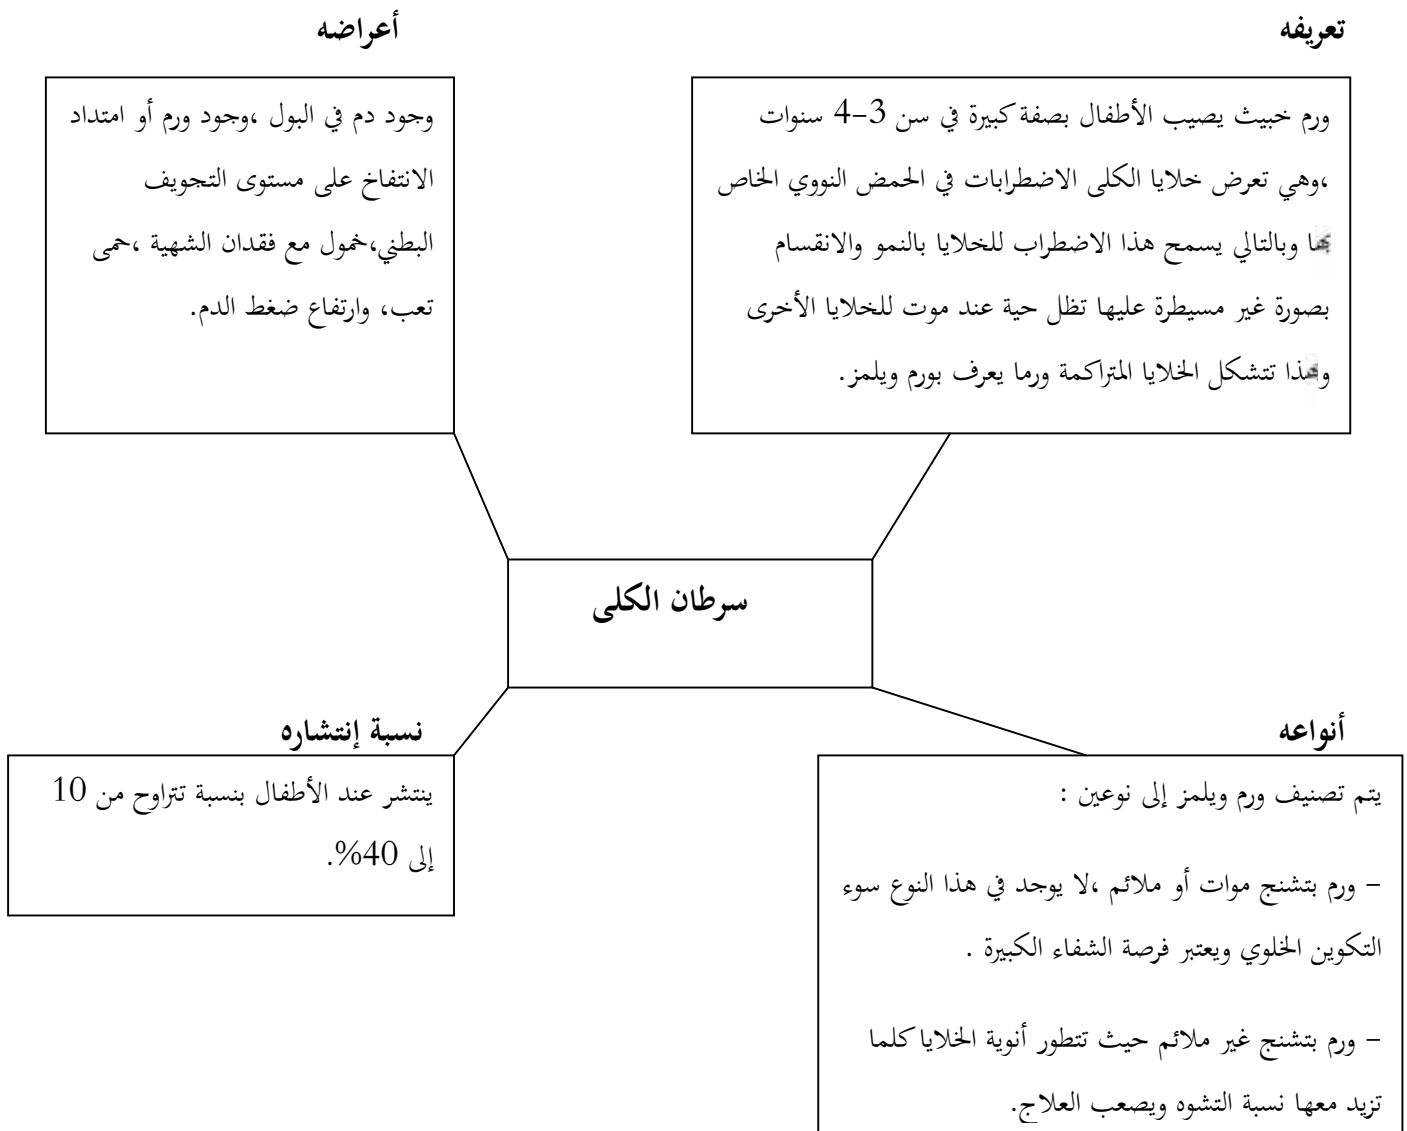 تعريفه
ورم خبيث يصيب الأطفال بصفة كبيرة في سن 3-4 سنوات
،وهي تعرض خلايا الكلى الاضطرابات في الحمض النووي الخاص
بها وبالتالي يسمح هذا الاضطراب للخلايا بالنمو والانقسام
بصورة غير مسيطرة عليها تظل حية عند موت للخلايا الأخرى
وبهذا تتشكل الخلايا المتراكمة ورما يعرف بورم ويلمز.
أعراضه
وجود دم في البول ،وجود ورم أو امتداد
الانتفاخ على مستوى التجويف
البطني،خمول مع فقدان الشهية ،حمى
تعب، وارتفاع ضغط الدم.
سرطان الكلى
أنواعه
يتم تصنيف ورم ويلمز إلى نوعين :
– ورم بتشنج موات أو ملائم ،لا يوجد في هذا النوع سوء
التكوين الخلوي ويعتبر فرصة الشفاء الكبيرة .
– ورم بتشنج غير ملائم حيث تتطور أنوية الخلايا كلما
تزيد معها نسبة التشوه ويصعب العلاج.
نسبة إنتشاره
ينتشر عند الأطفال بنسبة تتراوح من 10
إلى 40%.